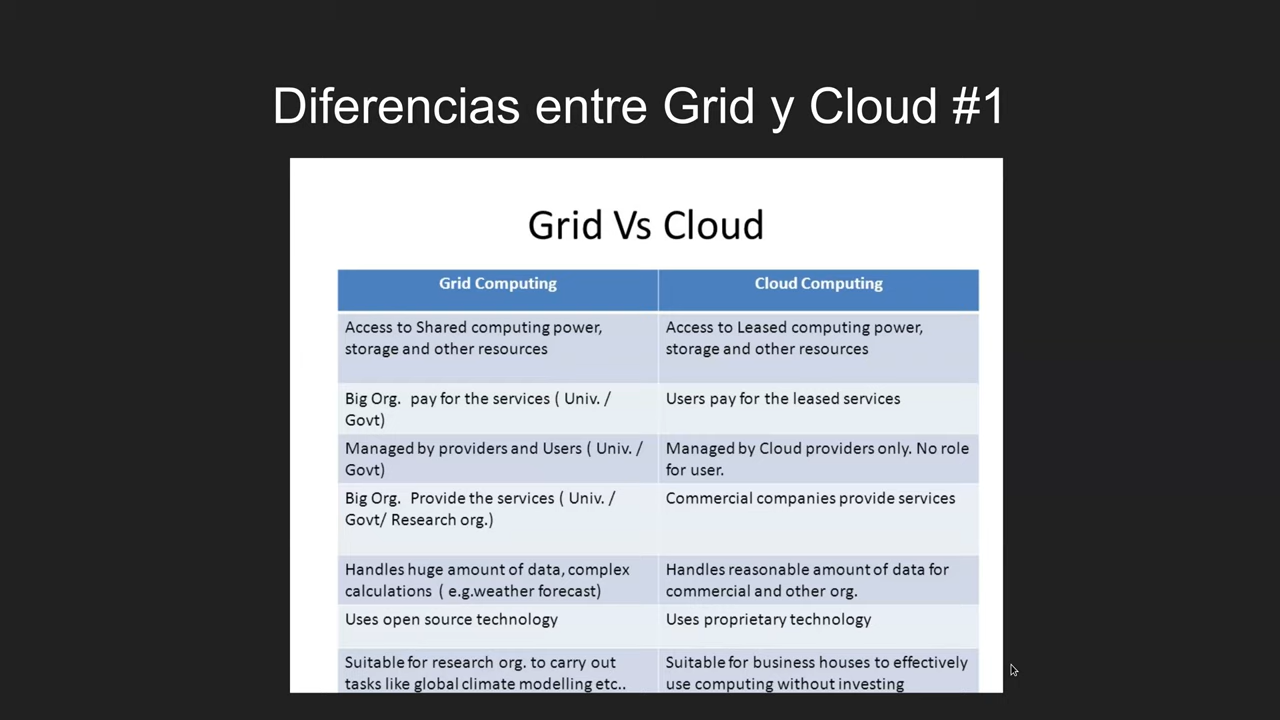 Diferencias entre Grid y Cloud #1
Grid Vs Cloud
Grid Computing
Cloud Computing
Access to Shared computing power,
storage and other resources
Access to Leased computing power,
storage and other resources
Big Org.  pay for the services ( Univ. /
Govt)
Users pay for the leased services
Managed by providers and Users ( Univ. /
Govt)
Managed by Cloud providers only. No role
for user.
Big Org.  Provide the services ( Univ. /
Govt/ Research org.)
Commercial companies provide services
Handles huge amount of data, complex
calculations  ( e.g.weather forecast)
Handles reasonable amount of data for
commercial and other org.
Uses open source technology
Uses proprietary technology
Suitable for research org. to carry out
tasks like global climate modelling etc..
Suitable for business houses to effectively
use computing without investing